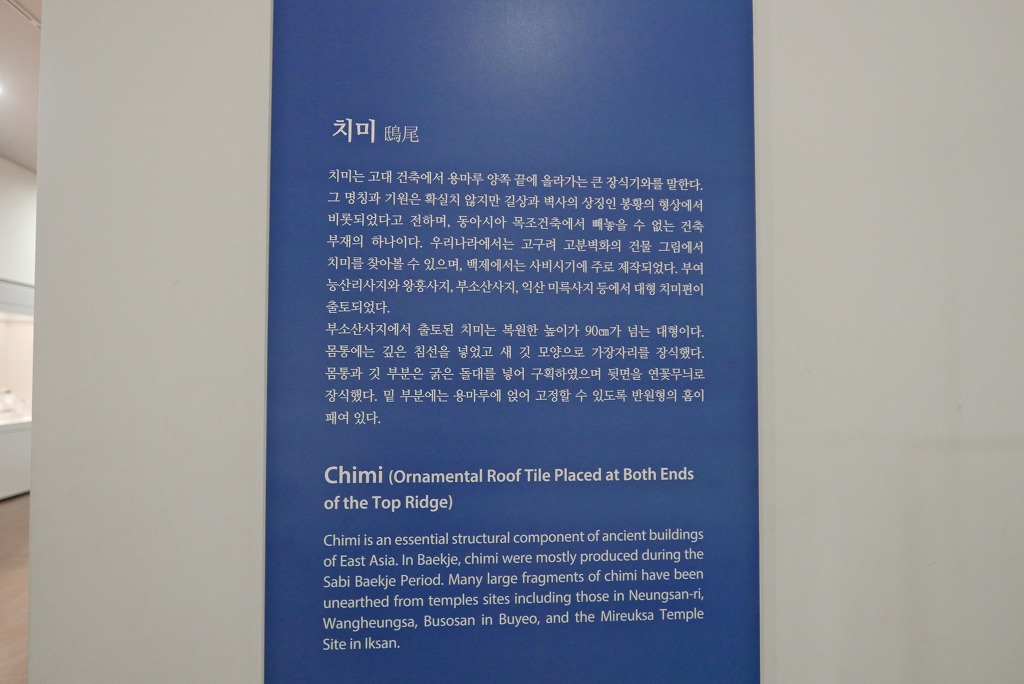 치미 鴟尾
치미는 고대 건축에서 용마루 양쪽 끝에 올라가는 큰 장식기와를 말한다.
그 명칭과 기원은 확실치 않지만 길상과 벽사의 상징인 봉황의 형상에서
비롯되었다고 전하며, 동아시아 목조건축에서 빼놓을 수 없는 건축
부재의 하나이다. 우리나라에서는 고구려 고분벽화의 건물 그림에서
치미를 찾아볼 수 있으며, 백제에서는 사비시기에 주로 제작되었다. 부여
능산리사지와 왕흥사지, 부소산사지, 익산 미륵사지 등에서 대형 치미편이
출토되었다.
부소산사지에서 출토된 치미는 복원한 높이가 90㎝가 넘는 대형이다.
몸통에는 깊은 침선을 넣었고 새 깃 모양으로 가장자리를 장식했다.
몸통과 깃 부분은 굵은 돌대를 넣어 구획하였으며 뒷면을 연꽃무늬로
장식했다. 밑 부분에는 용마루에 얹어 고정할 수 있도록 반원형의 홈이
패여 있다.
Chimi (Ornamental Roof Tile Placed at Both Ends
of the Top Ridge)
Chimi is an essential structural component of ancient buildings
of East Asia. In Baekje, chimi were mostly produced during the
Sabi Baekje Period. Many large fragments of chimi have been
unearthed from temples sites including those in Neungsan-ri,
Wangheungsa, Busosan in Buyeo, and the Mireuksa Temple
Site in Iksan.